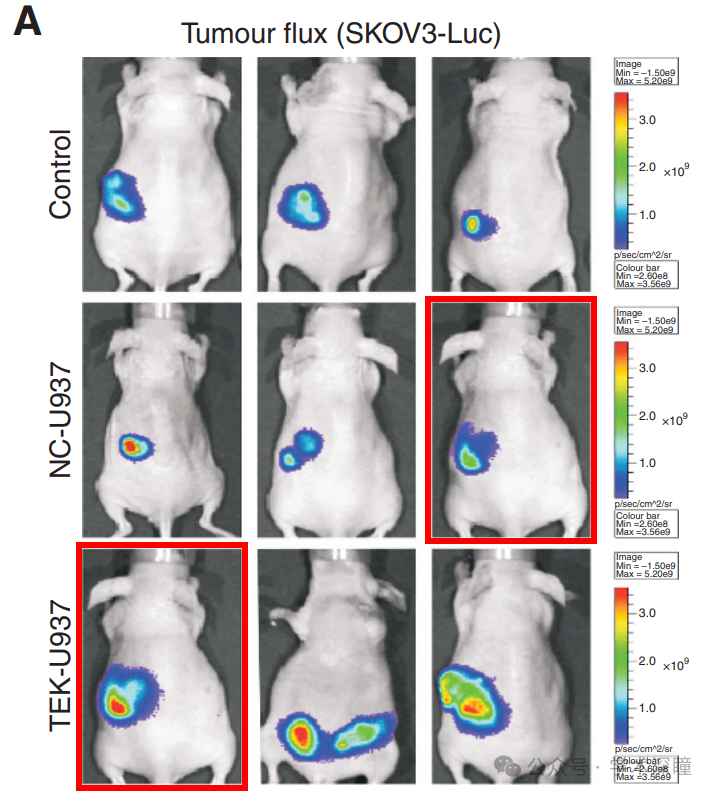 A
Tumour flux (SKOV3-Luc)
Control
Image
Min = −1.50e9
Max = 5.20e9
3.0
2.0
×10⁹
1.0
p/sec/cm^2/sr
Colour bar
Min =2.60e8
Max =3.56e9
NC-U937
Image
Min = −1.50e9
Max = 5.20e9
3.0
2.0
×10⁹
1.0
p/sec/cm^2/sr
Colour bar
Min =2.60e8
Max =3.56e9
TEK-U937
Image
Min = −1.50e9
Max = 5.20e9
3.0
2.0
×10⁹
1.0
p/sec/cm^2/sr
Colour bar
Min =2.60e8
Max =3.56e9
公众号